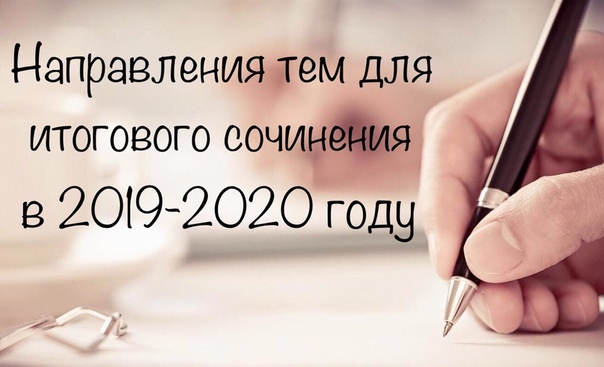 Направления тем для
итогового сочинения
в 2019-2020 году